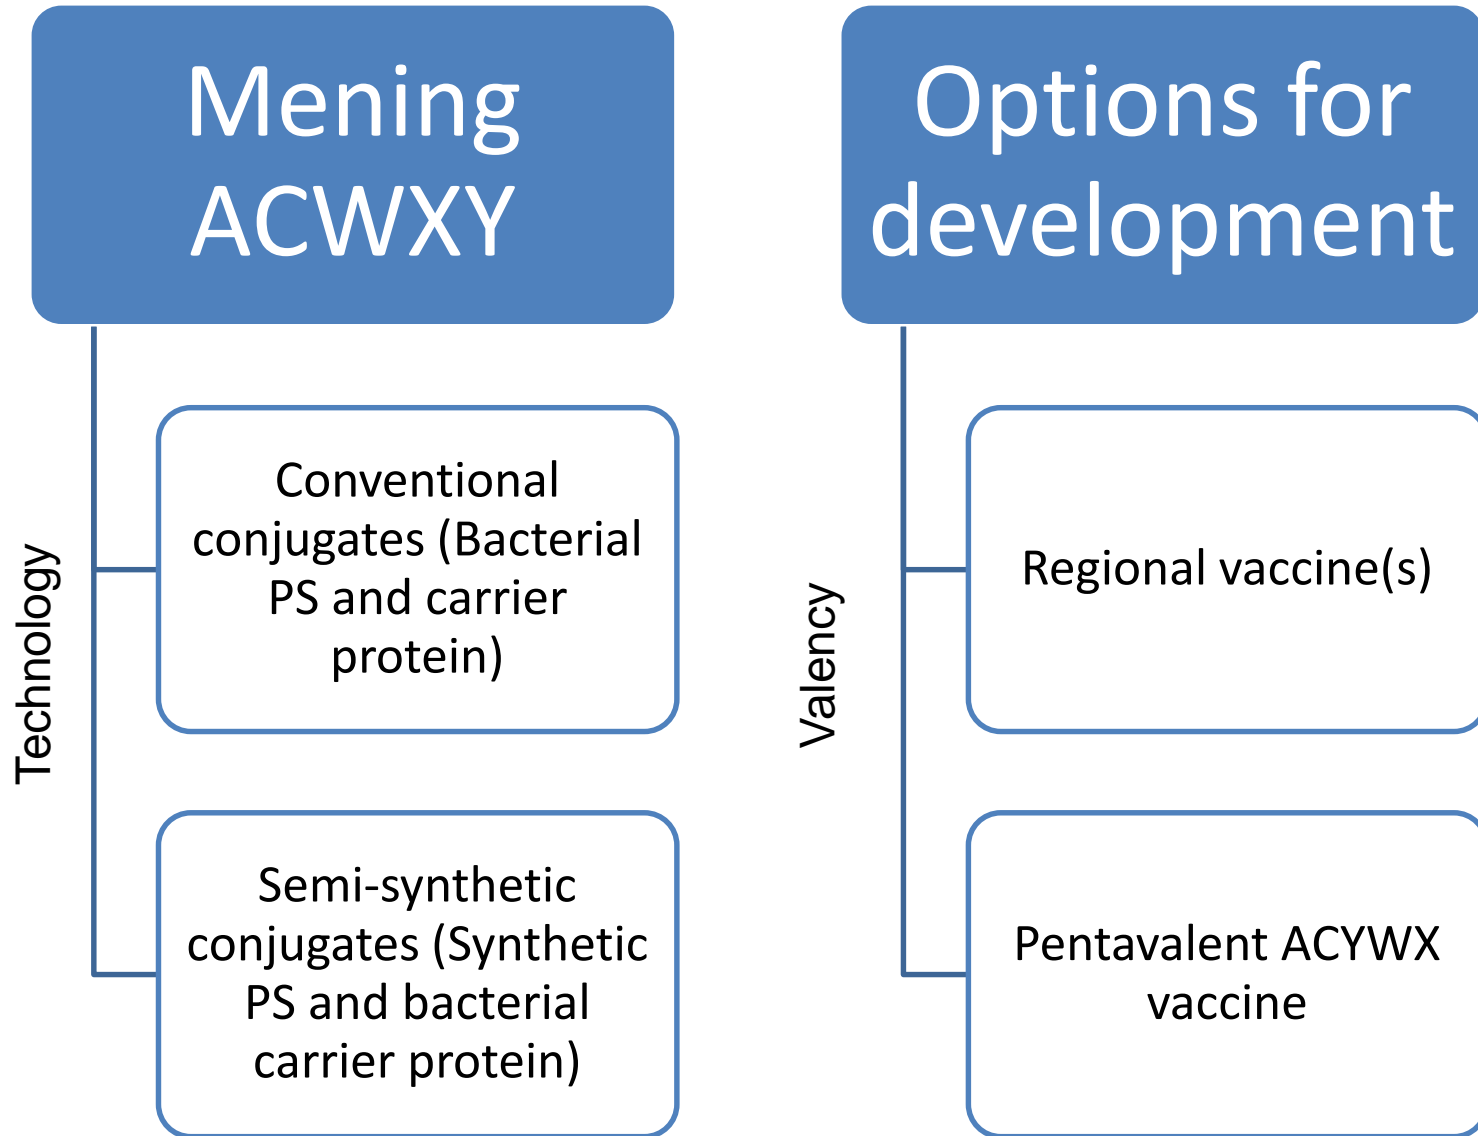 Mening
ACWXY
Technology
Conventional
conjugates (Bacterial
PS and carrier
protein)
Semi-synthetic
conjugates (Synthetic
PS and bacterial
carrier protein)
Options for
development
Valency
Regional vaccine(s)
Pentavalent ACYWX
vaccine